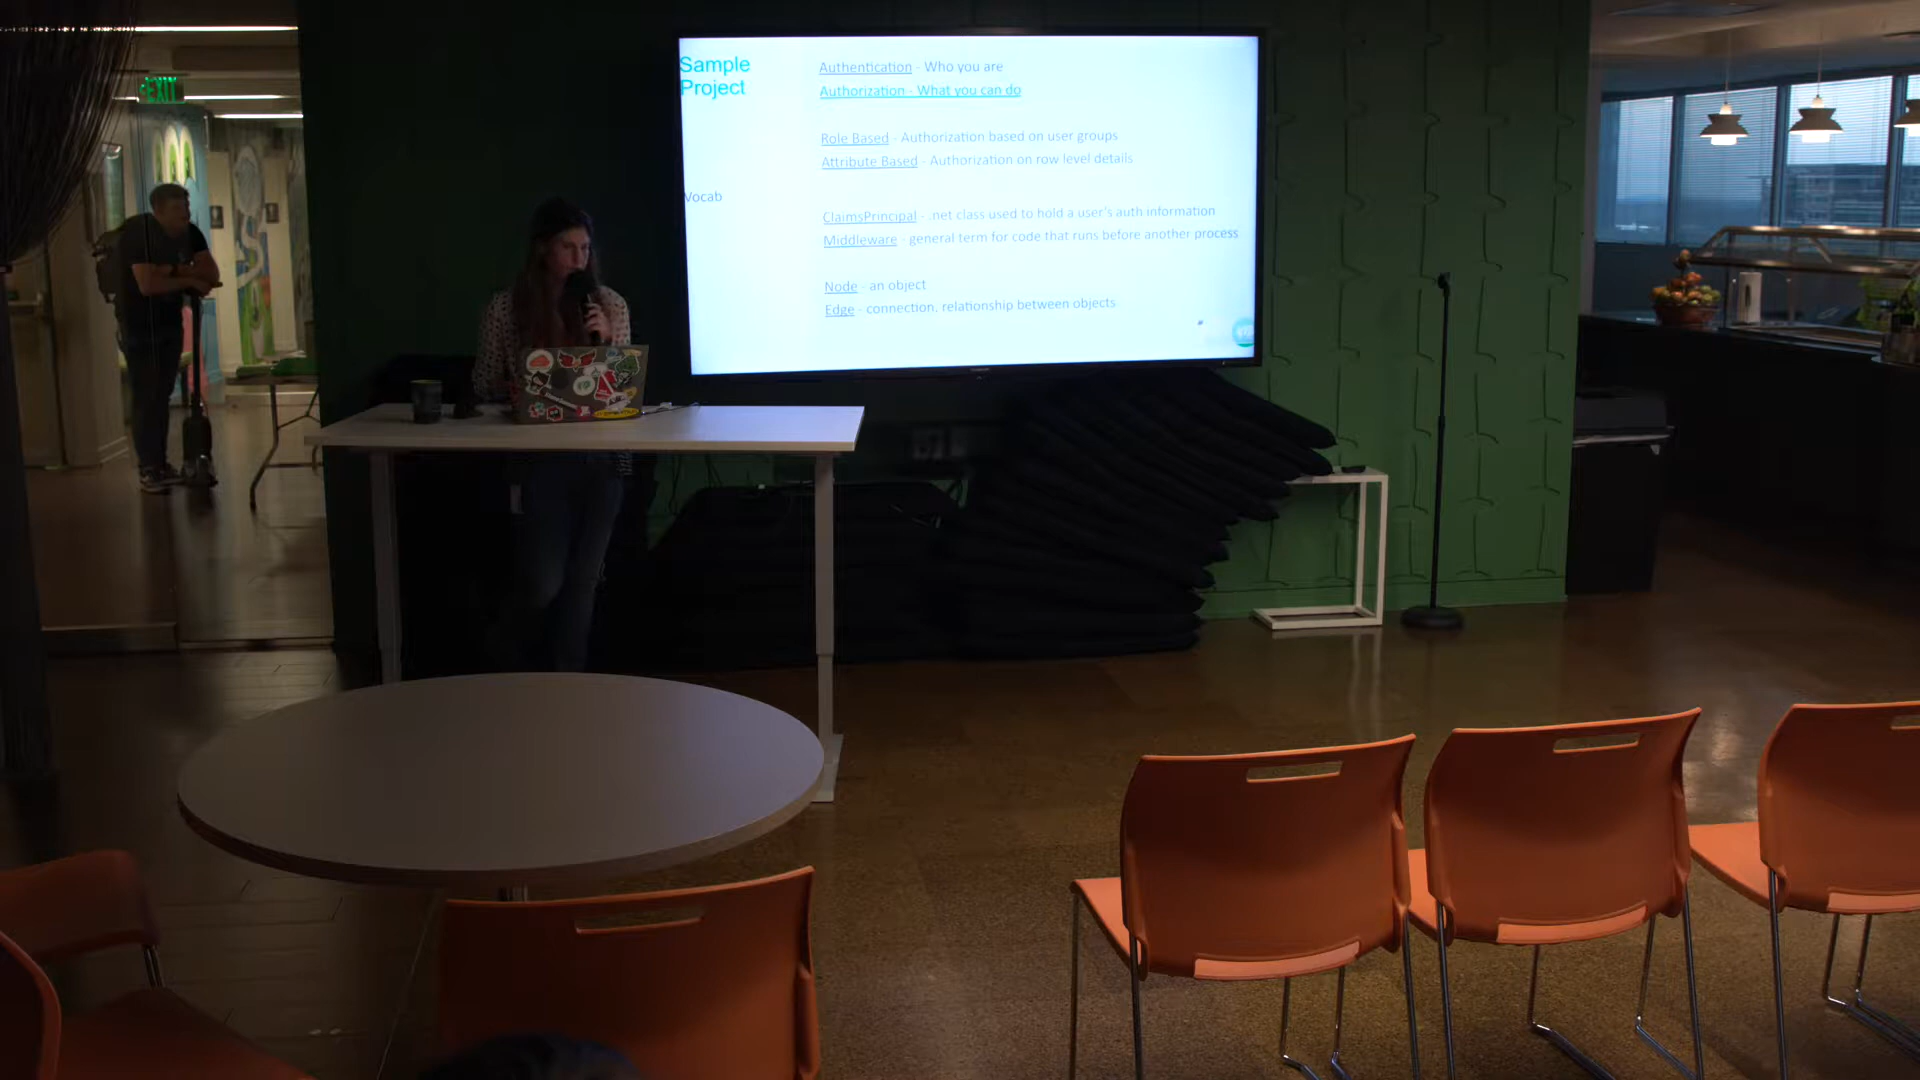 EXIT
Sample
Project
Vocab
Authentication - Who you are
Authorization - What you can do
Role Based - Authorization based on user groups
Attribute Based - Authorization on row level details
ClaimsPrincipal - .net class used to hold a user's auth information
Middleware - general term for code that runs before another process
Node - an object
Edge - connection, relationship between objects